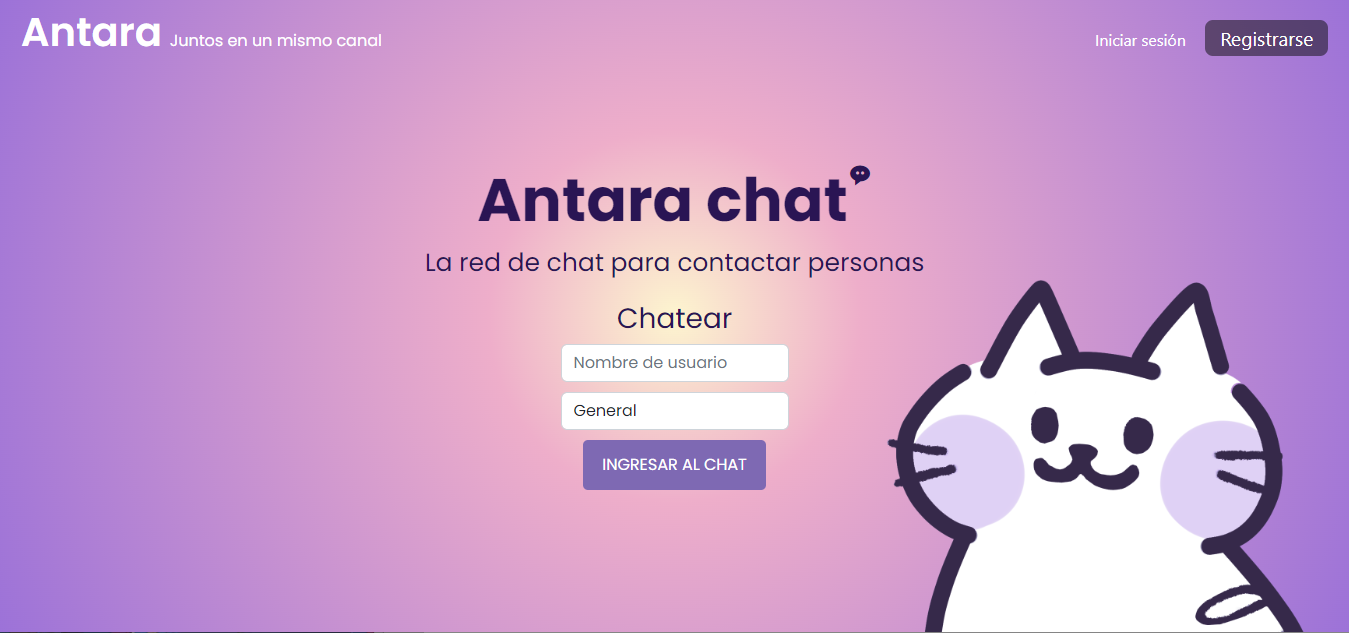 Antara Juntos en un mismo canal
Iniciar sesión
Registrarse
Antara chat
La red de chat para contactar personas
Chatear
Nombre de usuario
General
INGRESAR AL CHAT